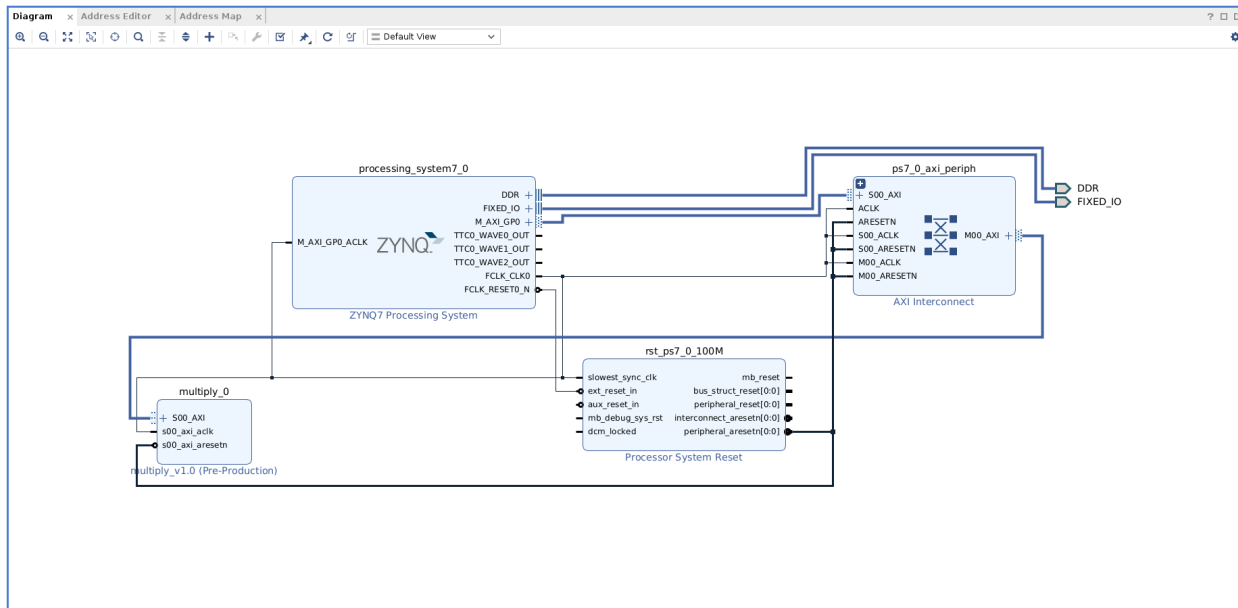 Diagram × Address Editor × Address Map ×
?
Default View
processing_system7_0
DDR
FIXED_IO
M_AXI_GP0
TTC0_WAVE0_OUT
M_AXI_GP0_ACLK
ZYNQ
TTC0_WAVE1_OUT
TTC0_WAVE2_OUT
FCLK_CLK0
FCLK_RESET0_N
ZYNQ7 Processing System
ps7_0_axi_periph
S00_AXI
ACLK
ARESETN
S00_ACLK
M00_AXI
S00_ARESETN
M00_ACLK
M00_ARESETN
AXI Interconnect
DDR
FIXED_IO
rst_ps7_0_100M
slowest_sync_clk mb_reset
ext_reset_in bus_struct_reset[0:0]
aux_reset_in peripheral_reset[0:0]
mb_debug_sys_rst interconnect_aresetn[0:0]
dcm_locked peripheral_aresetn[0:0]
Processor System Reset
multiply_0
S00_AXI
s00_axi_aclk
s00_axi_aresetn
multiply_v1.0 (Pre-Production)